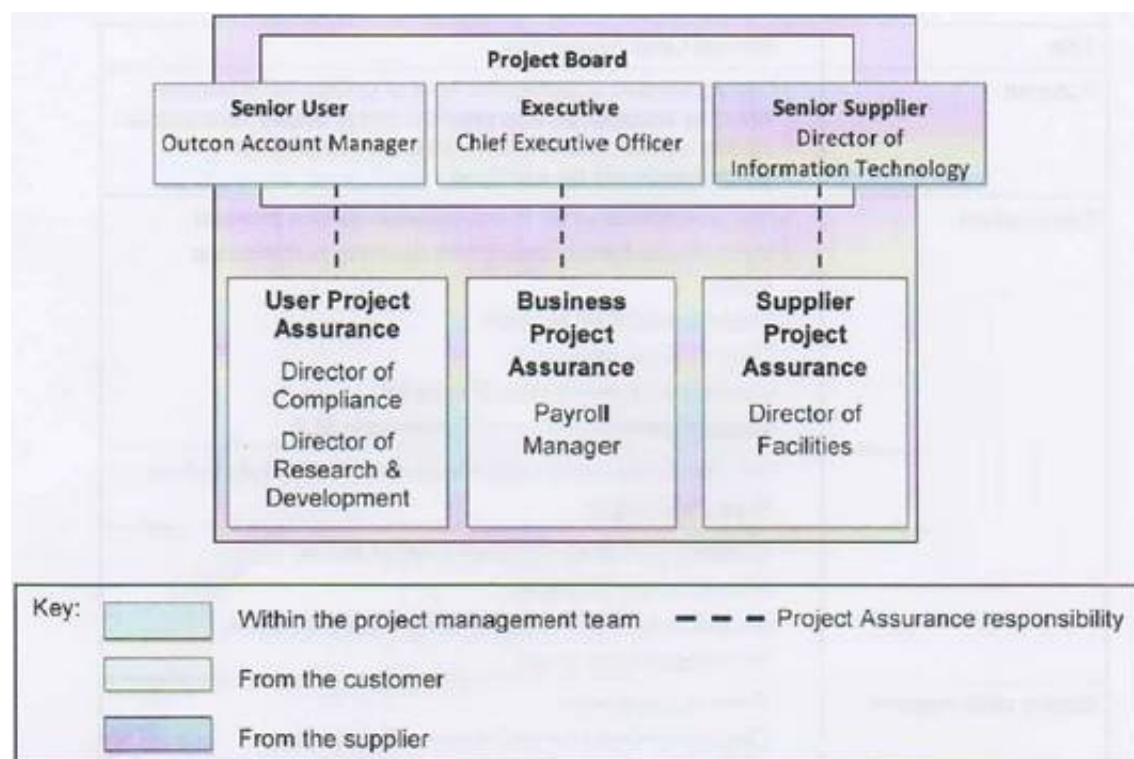 Project Board
Senior User
Outcon Account Manager
Executive
Chief Executive Officer
Senior Supplier
Director of
Information Technology
User Project
Assurance
Director of
Compliance
Director of
Research &
Development
Business
Project
Assurance
Payroll
Manager
Supplier
Project
Assurance
Director of
Facilities
Key:
Within the project management team
Project Assurance responsibility
From the customer
From the supplier